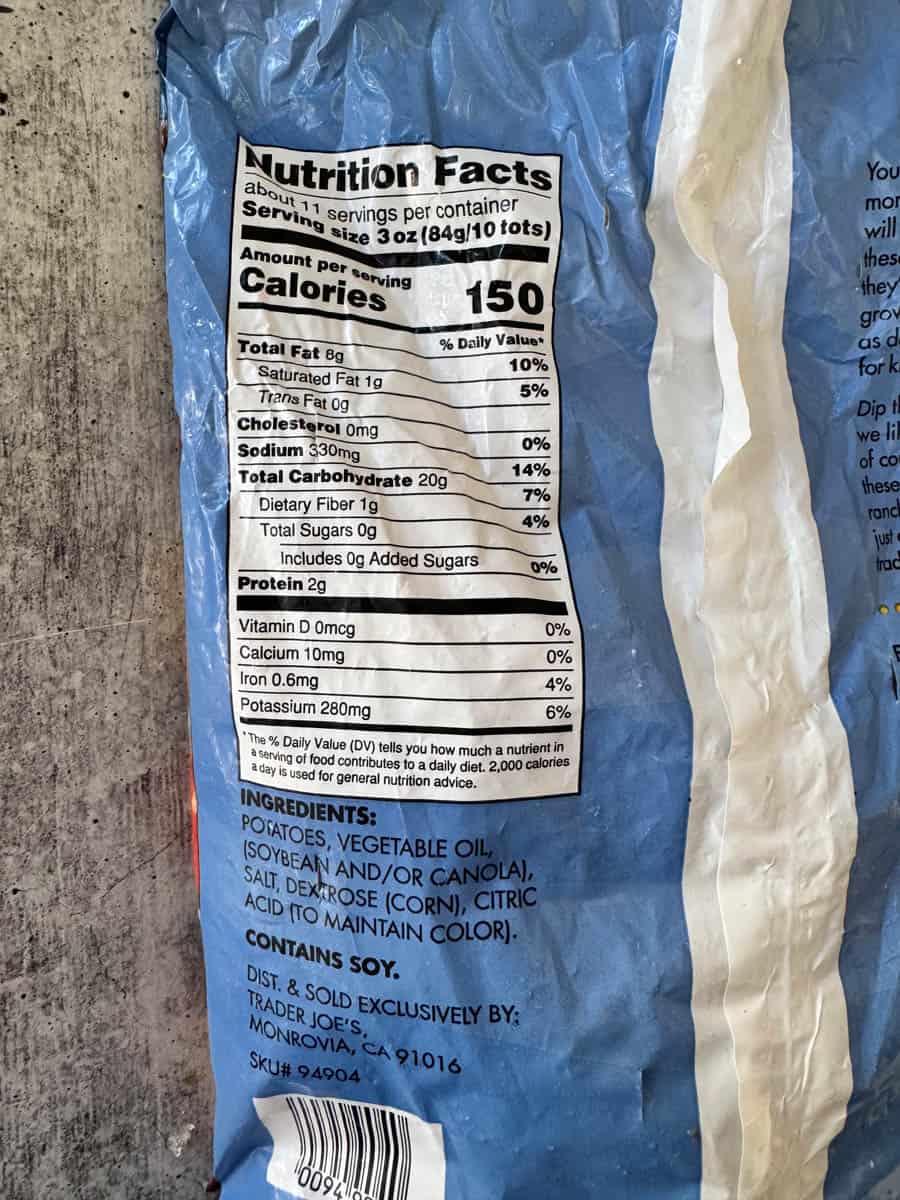 Nutrition Facts
about 11 servings per container
Serving size 3 oz (84g/10 tots)
Amount per serving
Calories 150
% Daily Value*
Total Fat 8g 10%
Saturated Fat 1g 5%
Trans Fat 0g
Cholesterol 0mg 0%
Sodium 330mg 14%
Total Carbohydrate 20g 7%
Dietary Fiber 1g 4%
Total Sugars 0g
Includes 0g Added Sugars 0%
Protein 2g
Vitamin D 0mcg 0%
Calcium 10mg 0%
Iron 0.6mg 4%
Potassium 280mg 6%
*The % Daily Value (DV) tells you how much a nutrient in
a serving of food contributes to a daily diet. 2,000 calories
a day is used for general nutrition advice.
INGREDIENTS:
POTATOES, VEGETABLE OIL,
(SOYBEAN AND/OR CANOLA),
SALT, DEXTROSE (CORN), CITRIC
ACID (TO MAINTAIN COLOR).
CONTAINS SOY.
DIST. & SOLD EXCLUSIVELY BY:
TRADER JOE'S,
MONROVIA, CA 91016
SKU# 94904
0094
You
will
of
these
just